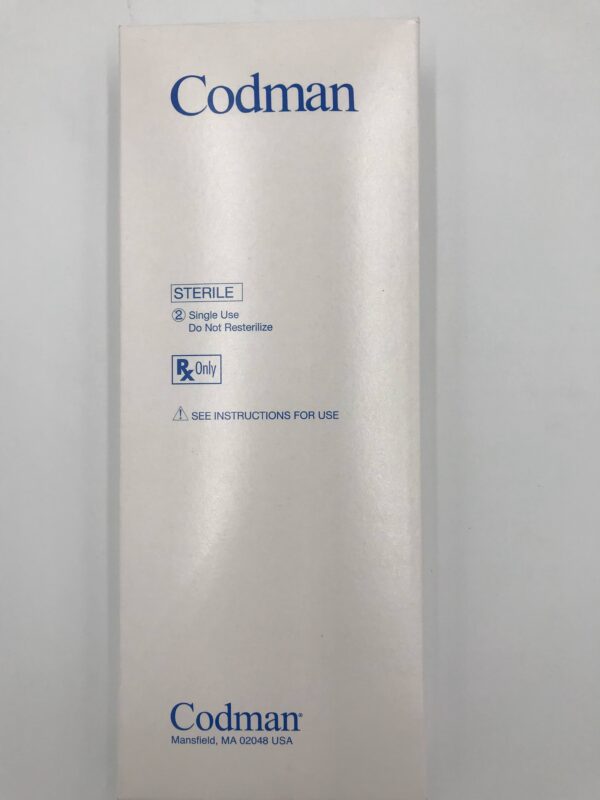 Codman
STERILE
② Single Use
Do Not Resterilize
Rx Only
⚠ SEE INSTRUCTIONS FOR USE
Codman®
Mansfield, MA 02048 USA